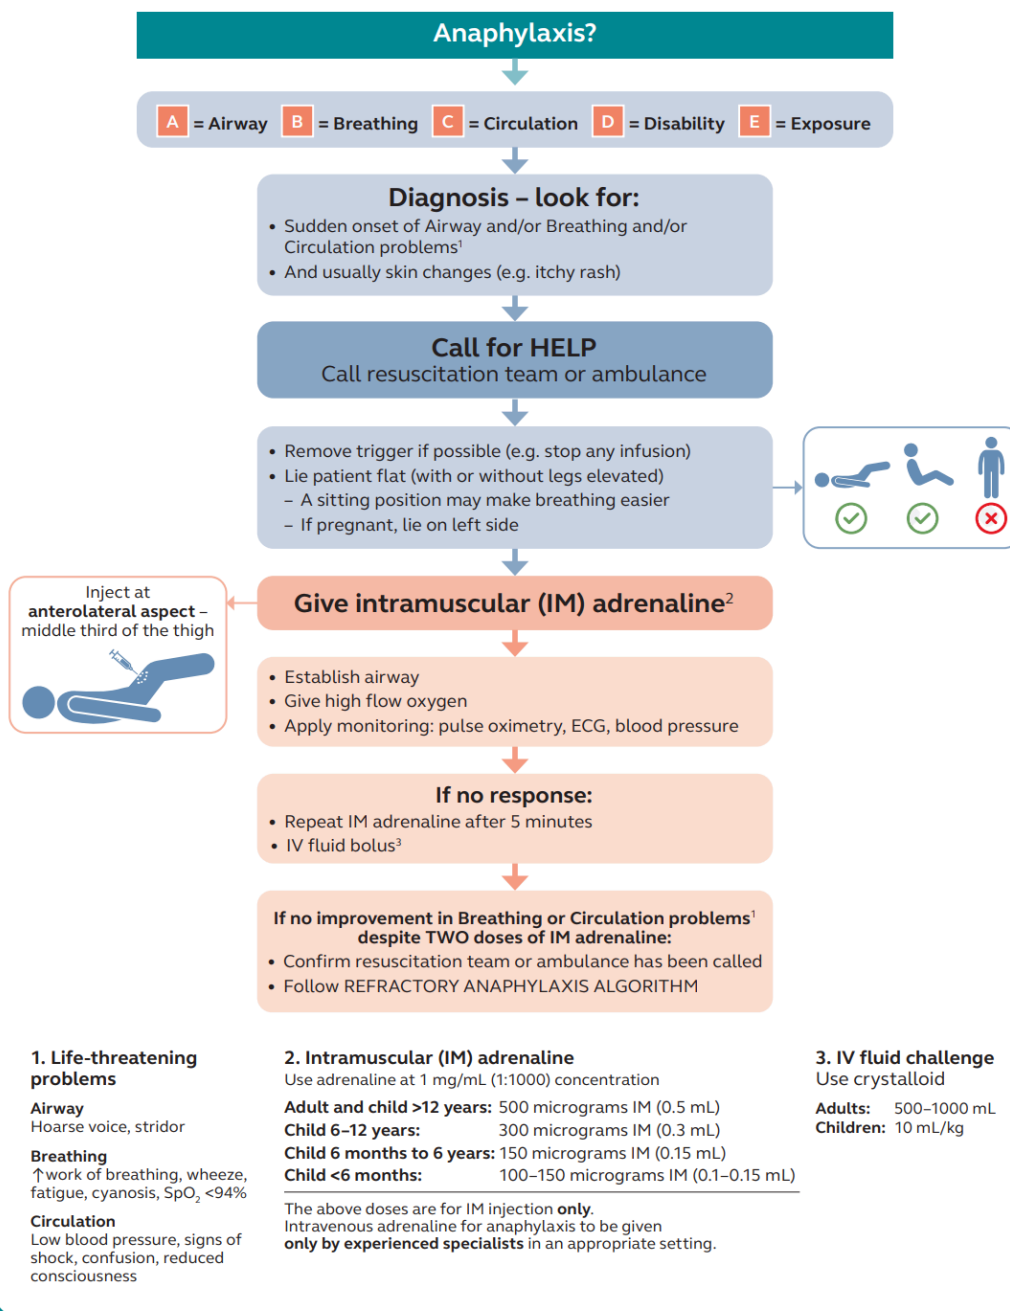 Anaphylaxis?
A = Airway B = Breathing C = Circulation D = Disability E = Exposure
Diagnosis – look for:
• Sudden onset of Airway and/or Breathing and/or
Circulation problems¹
• And usually skin changes (e.g. itchy rash)
Call for HELP
Call resuscitation team or ambulance
• Remove trigger if possible (e.g. stop any infusion)
• Lie patient flat (with or without legs elevated)
– A sitting position may make breathing easier
– If pregnant, lie on left side
Inject at
anterolateral aspect –
middle third of the thigh
Give intramuscular (IM) adrenaline²
• Establish airway
• Give high flow oxygen
• Apply monitoring: pulse oximetry, ECG, blood pressure
If no response:
• Repeat IM adrenaline after 5 minutes
• IV fluid bolus³
If no improvement in Breathing or Circulation problems¹
despite TWO doses of IM adrenaline:
• Confirm resuscitation team or ambulance has been called
• Follow REFRACTORY ANAPHYLAXIS ALGORITHM
1. Life-threatening
problems
Airway
Hoarse voice, stridor
Breathing
↑work of breathing, wheeze,
fatigue, cyanosis, SpO₂ <94%
Circulation
Low blood pressure, signs of
shock, confusion, reduced
consciousness
2. Intramuscular (IM) adrenaline
Use adrenaline at 1 mg/mL (1:1000) concentration
Adult and child >12 years: 500 micrograms IM (0.5 mL)
Child 6–12 years: 300 micrograms IM (0.3 mL)
Child 6 months to 6 years: 150 micrograms IM (0.15 mL)
Child <6 months: 100–150 micrograms IM (0.1–0.15 mL)
The above doses are for IM injection only.
Intravenous adrenaline for anaphylaxis to be given
only by experienced specialists in an appropriate setting.
3. IV fluid challenge
Use crystalloid
Adults: 500–1000 mL
Children: 10 mL/kg